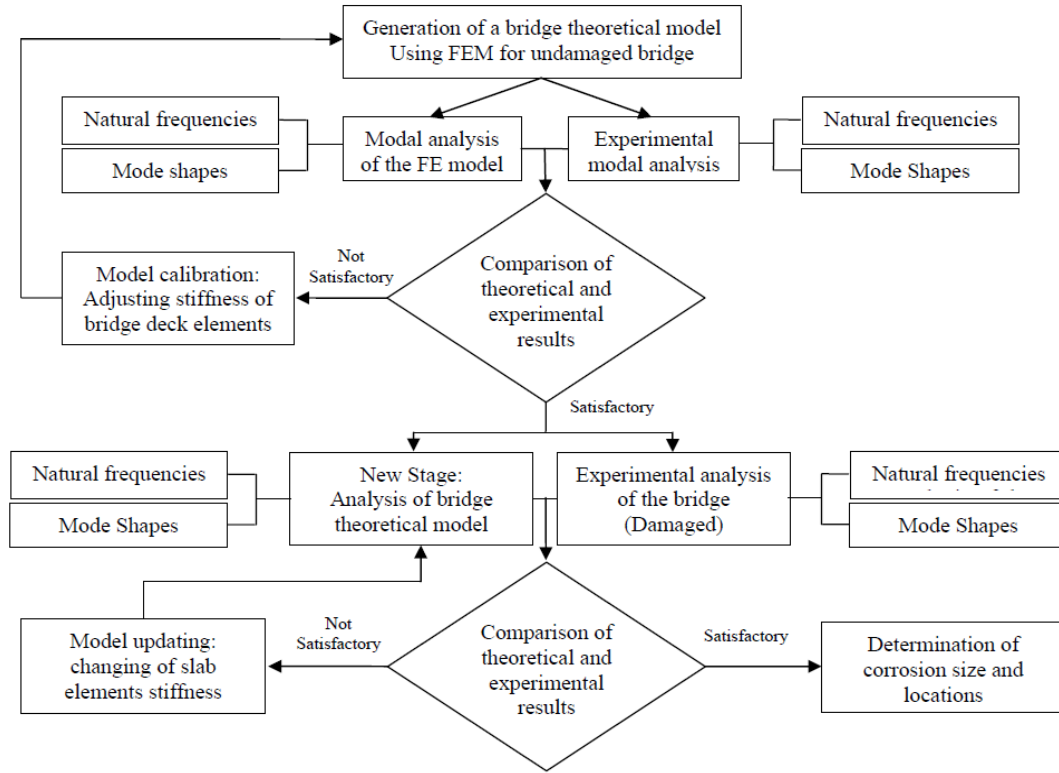 Generation of a bridge theoretical model
Using FEM for undamaged bridge
Natural frequencies
Mode shapes
Modal analysis
of the FE model
Experimental
modal analysis
Natural frequencies
Mode Shapes
Not
Satisfactory
Model calibration:
Adjusting stiffness of
bridge deck elements
Comparison of
theoretical and
experimental
results
Satisfactory
Natural frequencies
Mode Shapes
New Stage:
Analysis of bridge
theoretical model
Experimental analysis
of the bridge
(Damaged)
Natural frequencies
Mode Shapes
Not
Satisfactory
Model updating:
changing of slab
elements stiffness
Comparison of
theoretical and
experimental
results
Satisfactory
Determination of
corrosion size and
locations